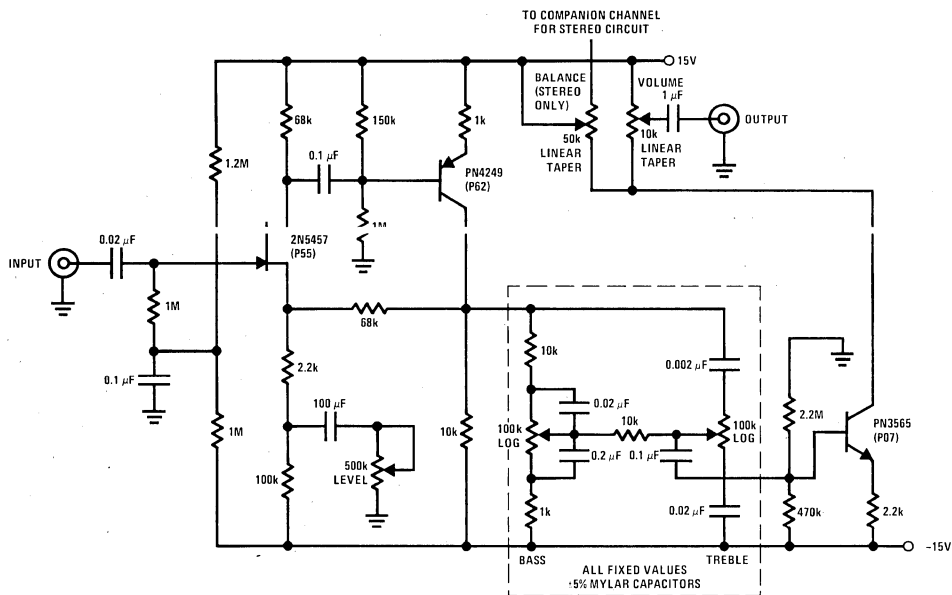 TO COMPANION CHANNEL
FOR STEREO CIRCUIT
15V
BALANCE
(STEREO
ONLY)
VOLUME
1 µF
OUTPUT
68k
150k
1k
50k
LINEAR
TAPER
10k
LINEAR
TAPER
0.1 µF
PN4249
(P62)
1.2M
1M
2N5457
(P55)
0.02 µF
INPUT
1M
68k
0.1 µF
2.2k
10k
0.002 µF
0.02 µF
100 µF
100k
LOG
10k
100k
LOG
2.2M
PN3565
(P07)
1M
10k
0.2 µF
0.1 µF
500k
LEVEL
100k
1k
0.02 µF
470k
2.2k
-15V
BASS
TREBLE
ALL FIXED VALUES
±5% MYLAR CAPACITORS